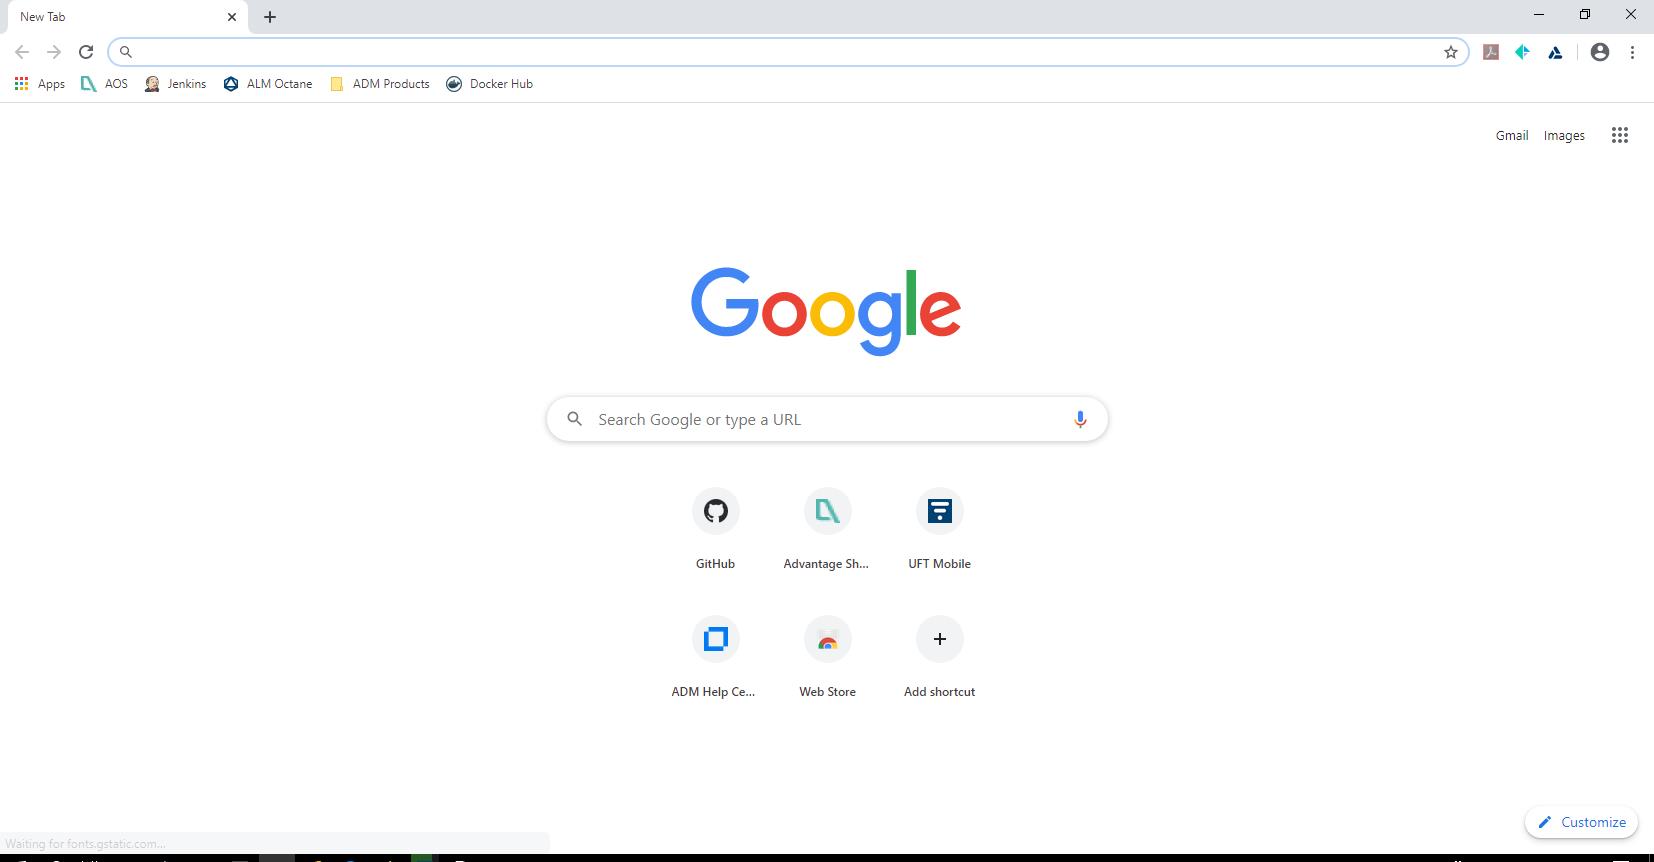 New Tab
Apps AOS Jenkins ALM Octane ADM Products Docker Hub
Gmail Images
Google
Search Google or type a URL
GitHub Advantage Sh... UFT Mobile
ADM Help Ce... Web Store Add shortcut
Customize
Waiting for fonts.gstatic.com...